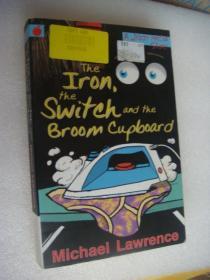 The
Iron,
the
Switch and the
Broom Cupboard
Michael Lawrence